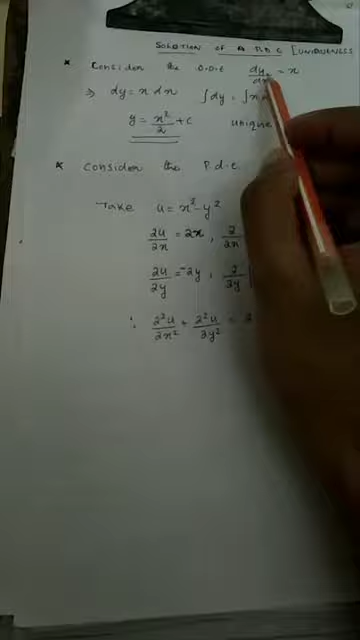 SOLUTION OF A P.D.E [UNIQUENESS
* Consider the O.D.E dy/dx = x
⇒ dy = x dx ∫dy = ∫x
y = x²/2 + c unique
* Consider the P.d.e.
Take u = x² - y²
∂u/∂x = 2x, ∂/∂x
∂u/∂y = -2y, ∂/∂y
∴ ∂²u/∂x² + ∂²u/∂y² = 2